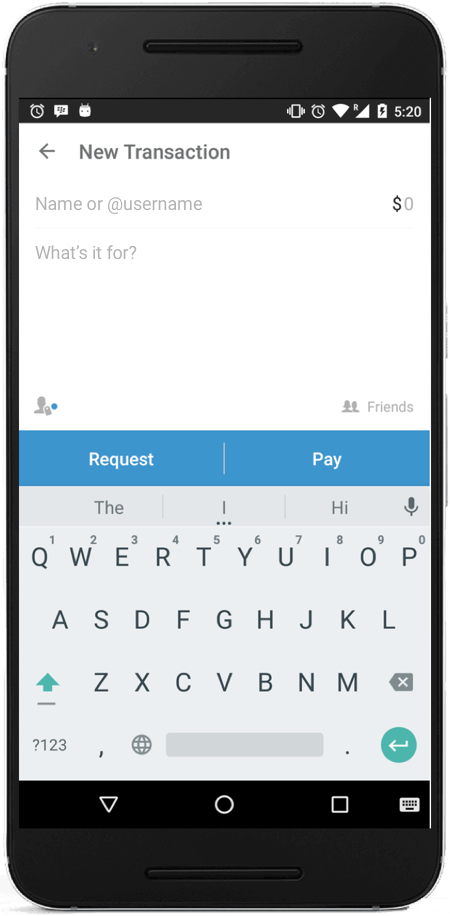 R 5:20
New Transaction
Name or @username $0
What's it for?
Friends
Request Pay
The I Hi
1 2 3 4 5 6 7 8 9 0
Q W E R T Y U I O P
A S D F G H J K L
Z X C V B N M
?123 , .